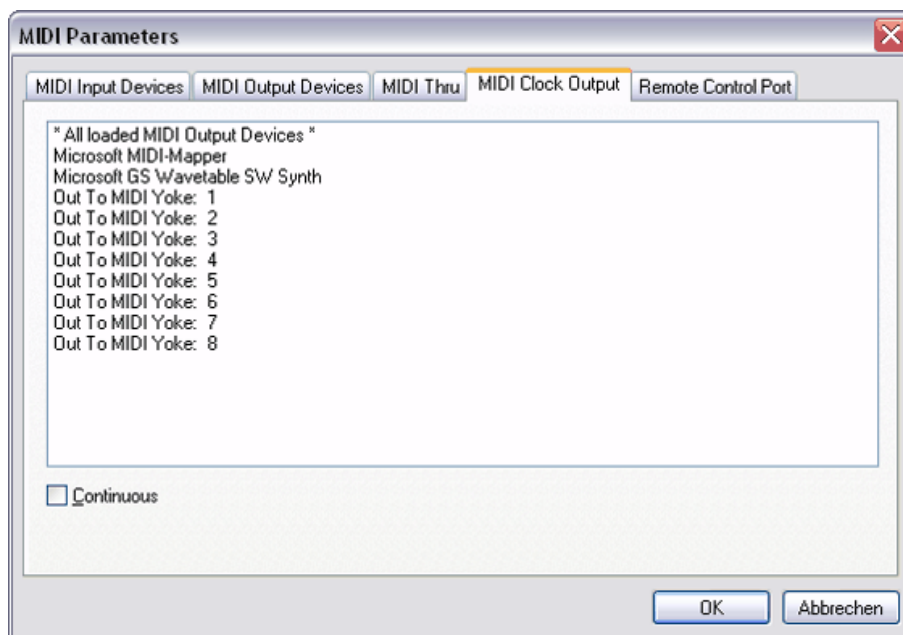 MIDI Parameters
MIDI Input Devices MIDI Output Devices MIDI Thru MIDI Clock Output Remote Control Port
* All loaded MIDI Output Devices *
Microsoft MIDI-Mapper
Microsoft GS Wavetable SW Synth
Out To MIDI Yoke: 1
Out To MIDI Yoke: 2
Out To MIDI Yoke: 3
Out To MIDI Yoke: 4
Out To MIDI Yoke: 5
Out To MIDI Yoke: 6
Out To MIDI Yoke: 7
Out To MIDI Yoke: 8
Continuous
OK Abbrechen